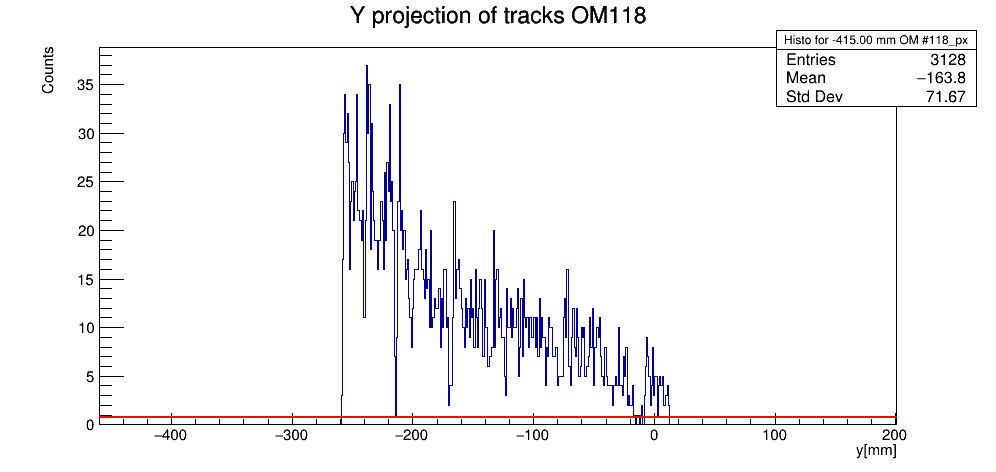 Y projection of tracks OM118
Histo for -415.00 mm OM #118_px
Entries 3128
Mean −163.8
Std Dev 71.67
Counts
35
30
25
20
15
10
5
0
−400 −300 −200 −100 0 100 200
y[mm]